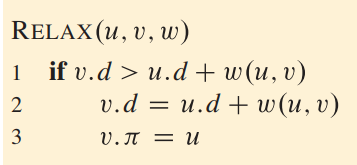 RELAX(u, v, w)
1 if v.d > u.d + w(u, v)
2 v.d = u.d + w(u, v)
3 v.π = u